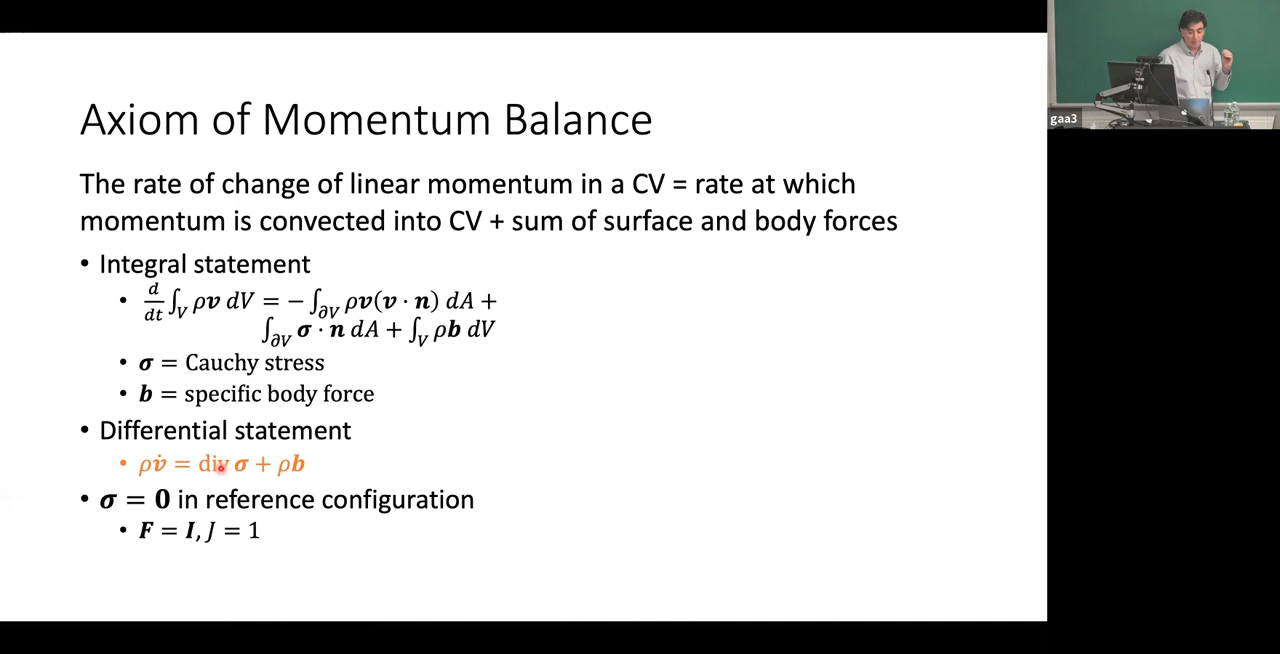 Axiom of Momentum Balance
The rate of change of linear momentum in a CV = rate at which
momentum is convected into CV + sum of surface and body forces
• Integral statement
• d/dt ∫_V ρ𝒗 dV = − ∫_∂V ρ𝒗(𝒗 · 𝒏) dA +
∫_∂V 𝝈 · 𝒏 dA + ∫_V ρ𝒃 dV
• 𝝈 = Cauchy stress
• 𝒃 = specific body force
• Differential statement
• ρ𝒗̇ = div 𝝈 + ρ𝒃
• 𝝈 = 𝟎 in reference configuration
• 𝑭 = 𝑰, J = 1
gaa3